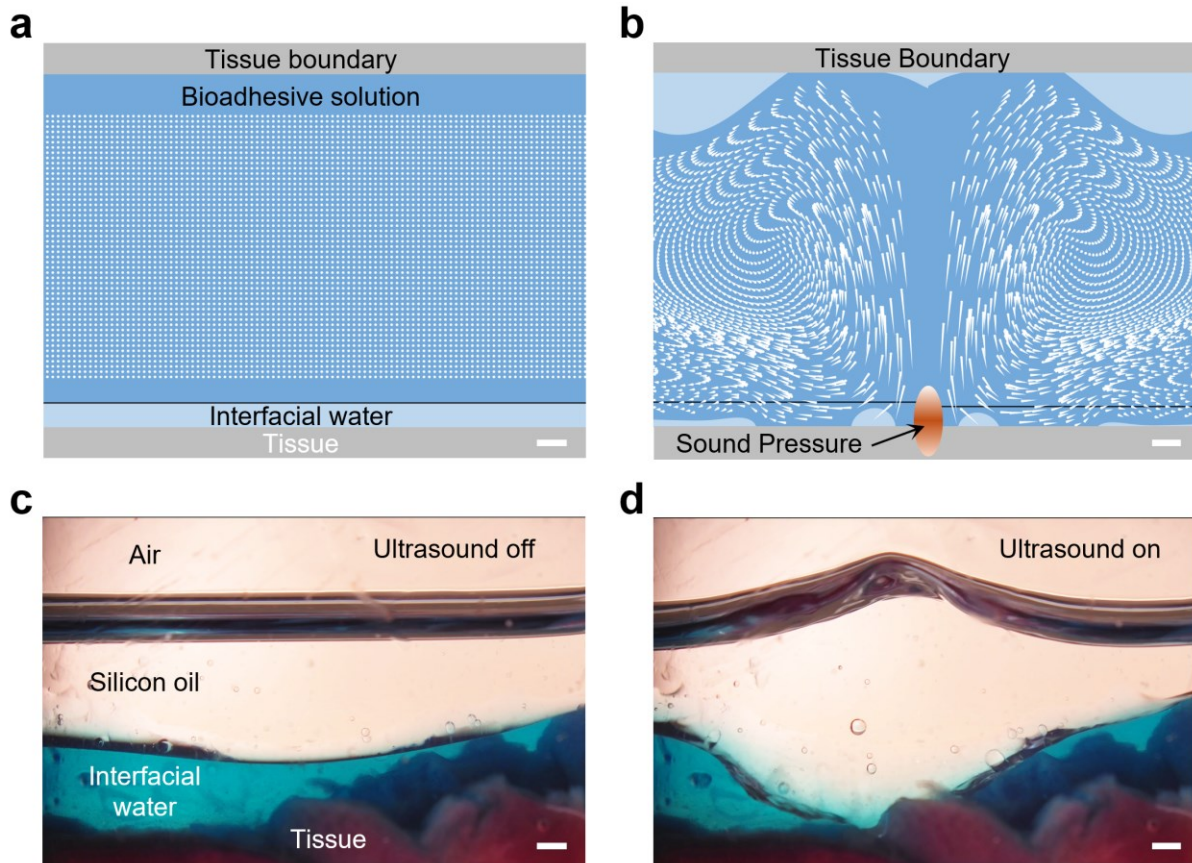 a
Tissue boundary
Bioadhesive solution
Interfacial water
Tissue
b
Tissue Boundary
Sound Pressure
c
Air
Ultrasound off
Silicon oil
Interfacial
water
Tissue
d
Ultrasound on